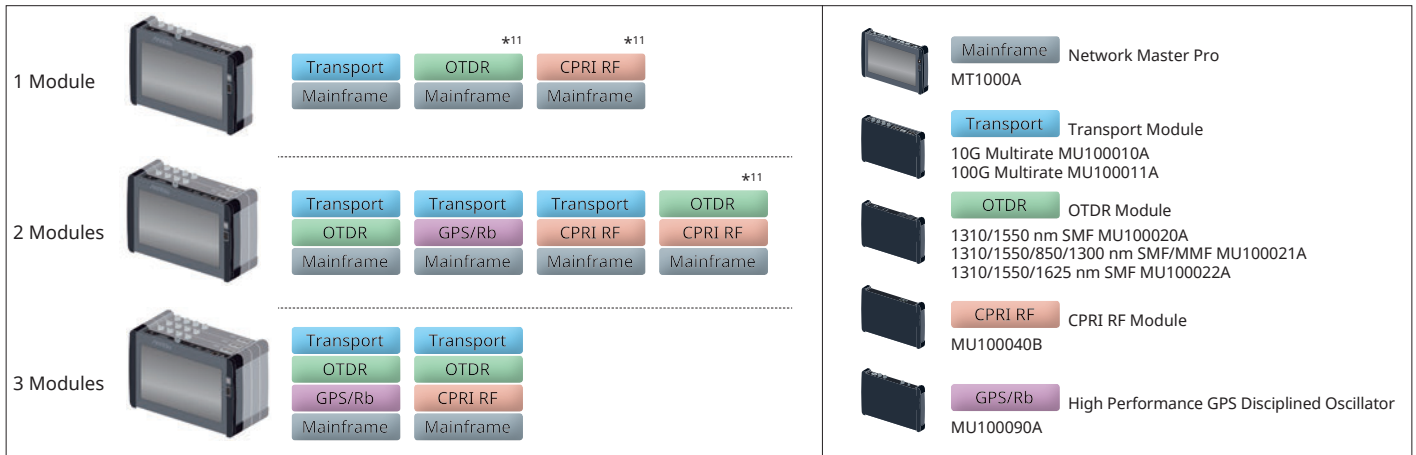 1 Module
*11
*11
Transport OTDR CPRI RF
Mainframe Mainframe Mainframe
2 Modules
*11
Transport Transport Transport OTDR
OTDR GPS/Rb CPRI RF CPRI RF
Mainframe Mainframe Mainframe Mainframe
3 Modules
Transport Transport
OTDR OTDR
GPS/Rb CPRI RF
Mainframe Mainframe
Mainframe Network Master Pro
MT1000A
Transport Transport Module
10G Multirate MU100010A
100G Multirate MU100011A
OTDR OTDR Module
1310/1550 nm SMF MU100020A
1310/1550/850/1300 nm SMF/MMF MU100021A
1310/1550/1625 nm SMF MU100022A
CPRI RF CPRI RF Module
MU100040B
GPS/Rb High Performance GPS Disciplined Oscillator
MU100090A